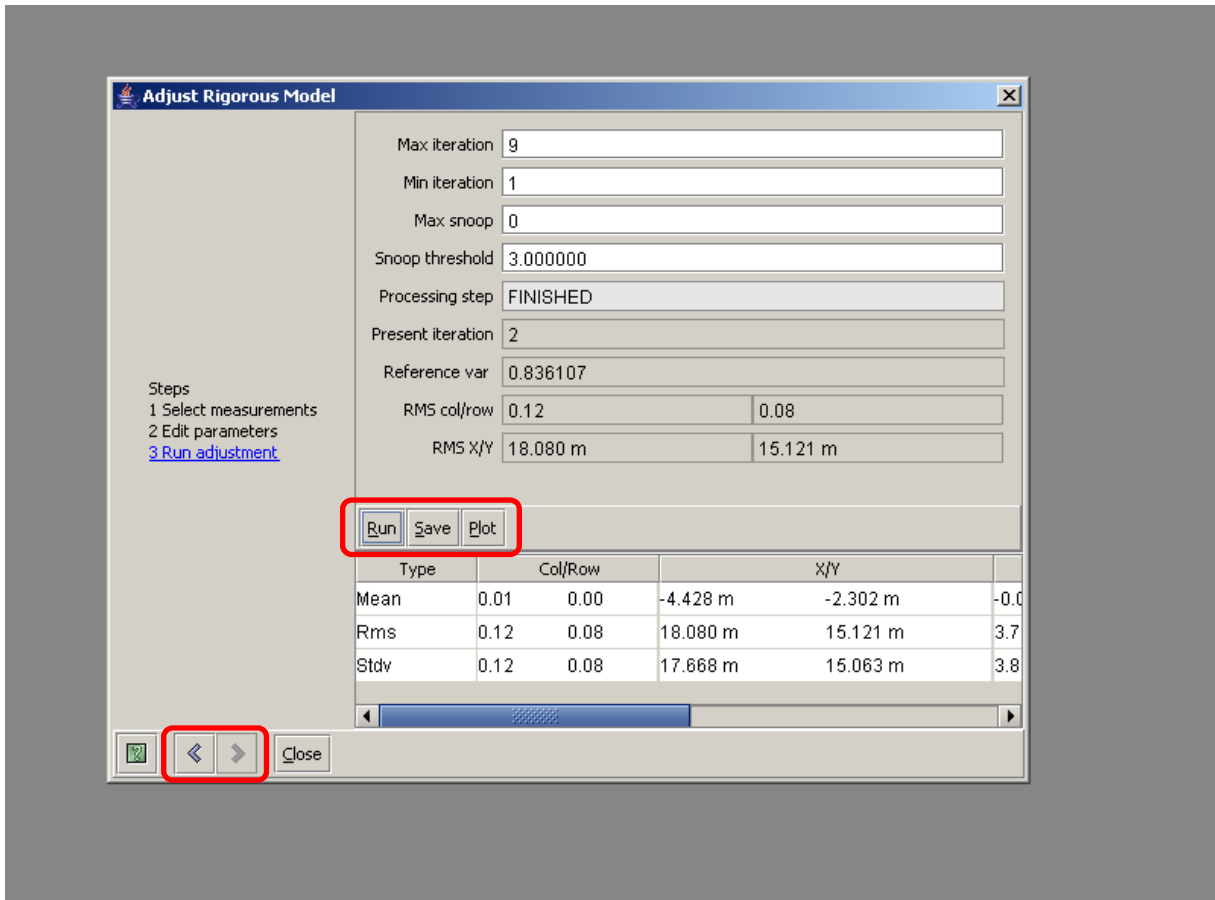 Adjust Rigorous Model
Max iteration 9
Min iteration 1
Max snoop 0
Snoop threshold 3.000000
Processing step FINISHED
Present iteration 2
Reference var 0.836107
RMS col/row 0.12 0.08
RMS X/Y 18.080 m 15.121 m
Steps
1 Select measurements
2 Edit parameters
3 Run adjustment
Run Save Plot
Type Col/Row X/Y
Mean 0.01 0.00 -4.428 m -2.302 m
Rms 0.12 0.08 18.080 m 15.121 m 3.7
Stdv 0.12 0.08 17.668 m 15.063 m 3.8
Close